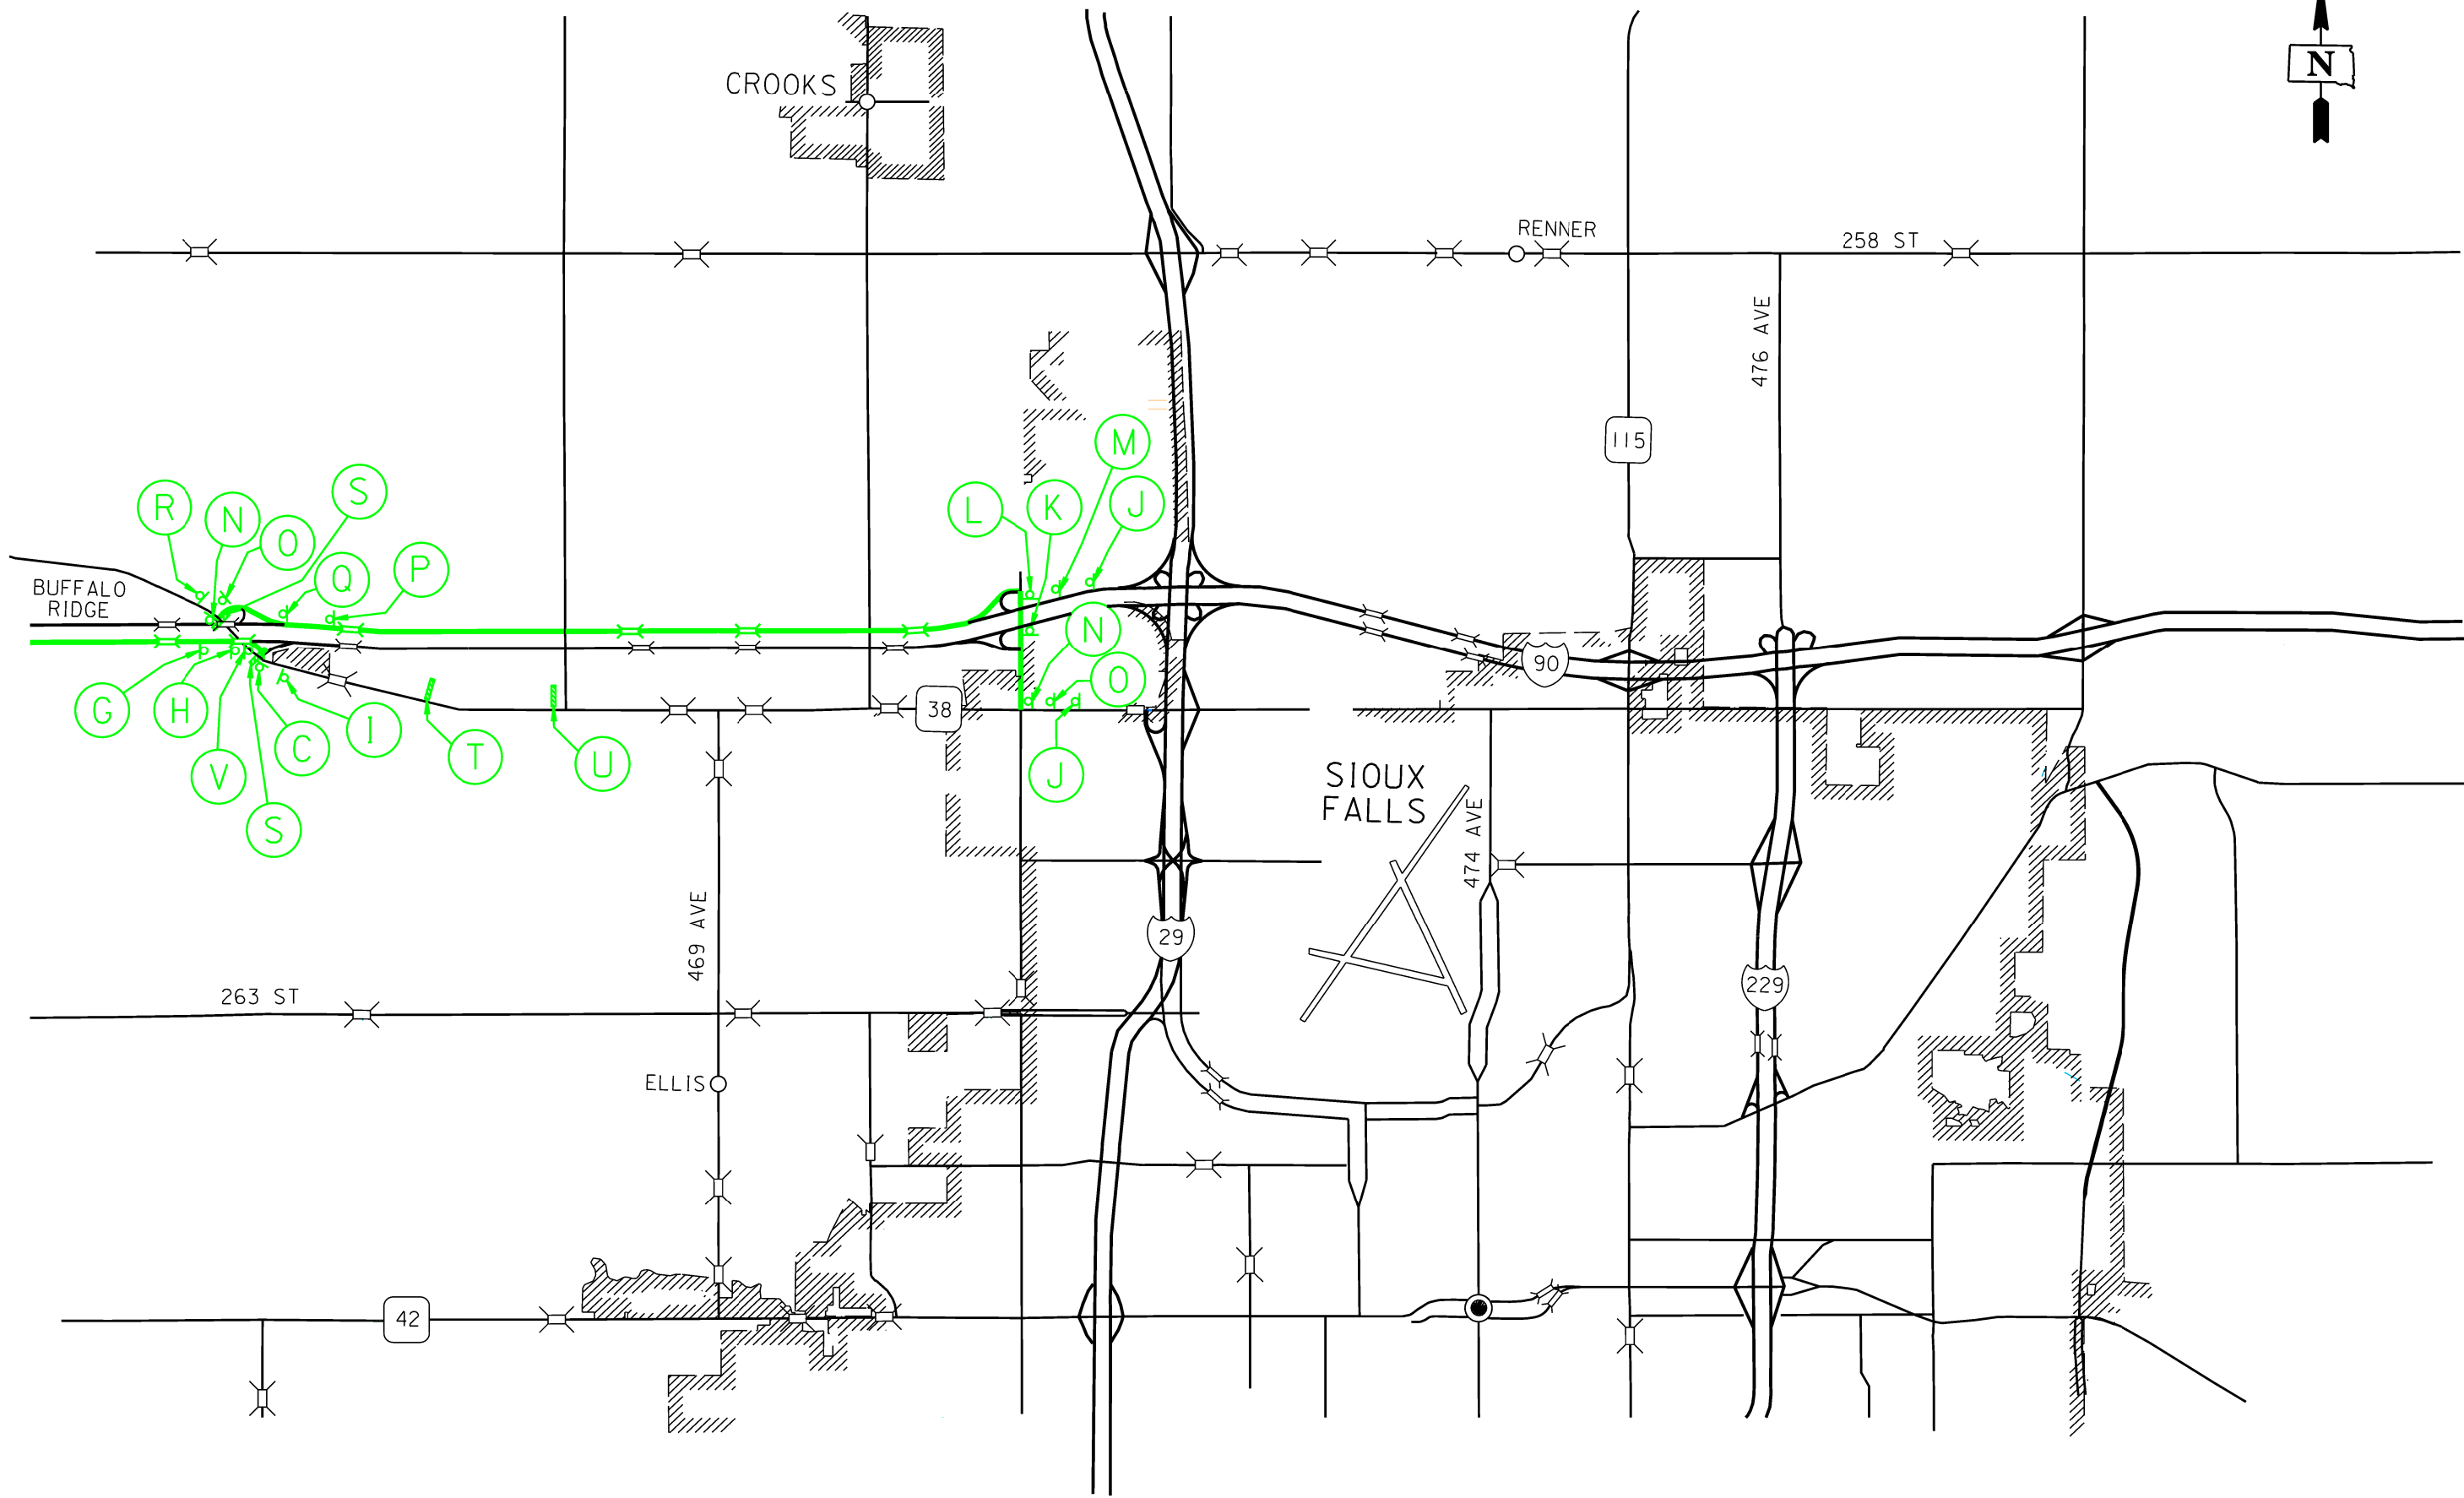 N
CROOKS
RENNER
258 ST
476 AVE
115
M
S
R
N
O
L
K
J
Q
P
BUFFALO
RIDGE
N
90
O
G
H
38
I
C
T
U
V
J
S
SIOUX
FALLS
474 AVE
469 AVE
29
229
263 ST
ELLIS
42